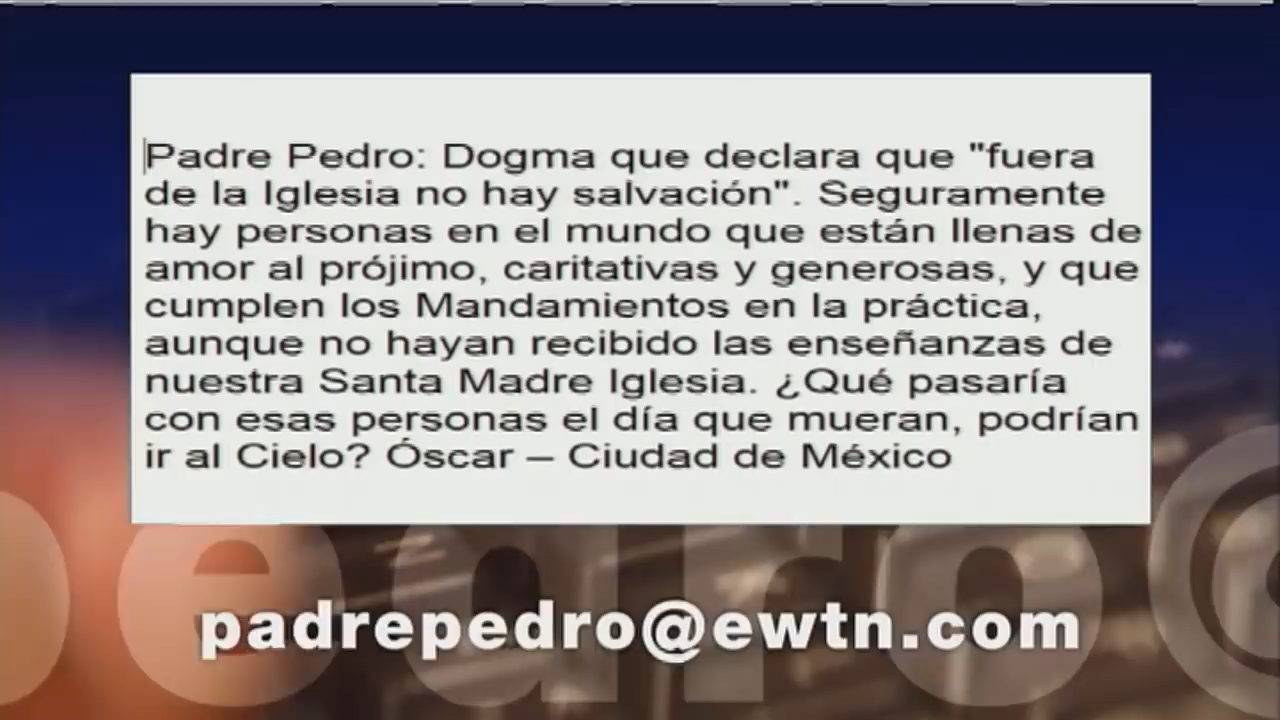 Padre Pedro: Dogma que declara que "fuera
de la Iglesia no hay salvación". Seguramente
hay personas en el mundo que están llenas de
amor al prójimo, caritativas y generosas, y que
cumplen los Mandamientos en la práctica,
aunque no hayan recibido las enseñanzas de
nuestra Santa Madre Iglesia. ¿Qué pasaría
con esas personas el día que mueran, podrían
ir al Cielo? Óscar – Ciudad de México
pedro@
padrepedro@ewtn.com